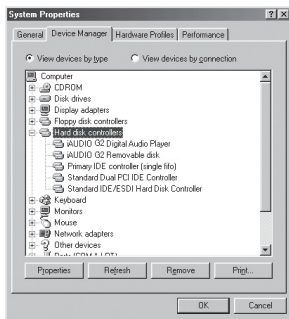 System Properties
General Device Manager Hardware Profiles Performance
View devices by type View devices by connection
Computer
CDROM
Disk drives
Display adapters
Floppy disk controllers
Hard disk controllers
iAUDIO G2 Digital Audio Player
iAUDIO G2 Removable disk
Primary IDE controller (single fifo)
Standard Dual PCI IDE Controller
Standard IDE/ESDI Hard Disk Controller
Keyboard
Monitors
Mouse
Network adapters
Other devices
Properties Refresh Remove Print...
OK Cancel